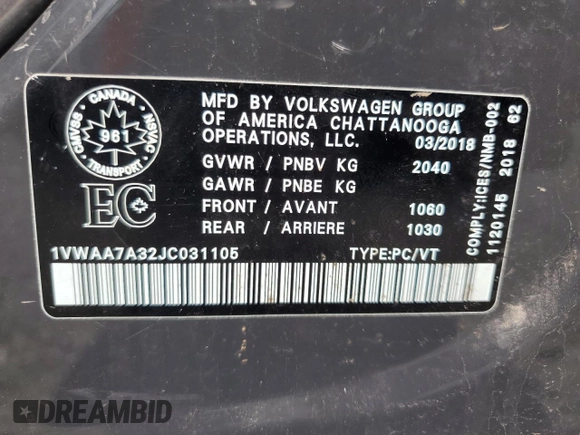 CANADA
CMVSS
NSVAC
961
TRANSPORT
EC
MFD BY VOLKSWAGEN GROUP
OF AMERICA CHATTANOOGA
OPERATIONS, LLC. 03/2018
GVWR / PNBV KG 2040
GAWR / PNBE KG
FRONT / AVANT 1060
REAR / ARRIERE 1030
1VWAA7A32JC031105 TYPE:PC/VT
COMPLY:ICES/NMB-002
1120145 2018 62
DREAMBID